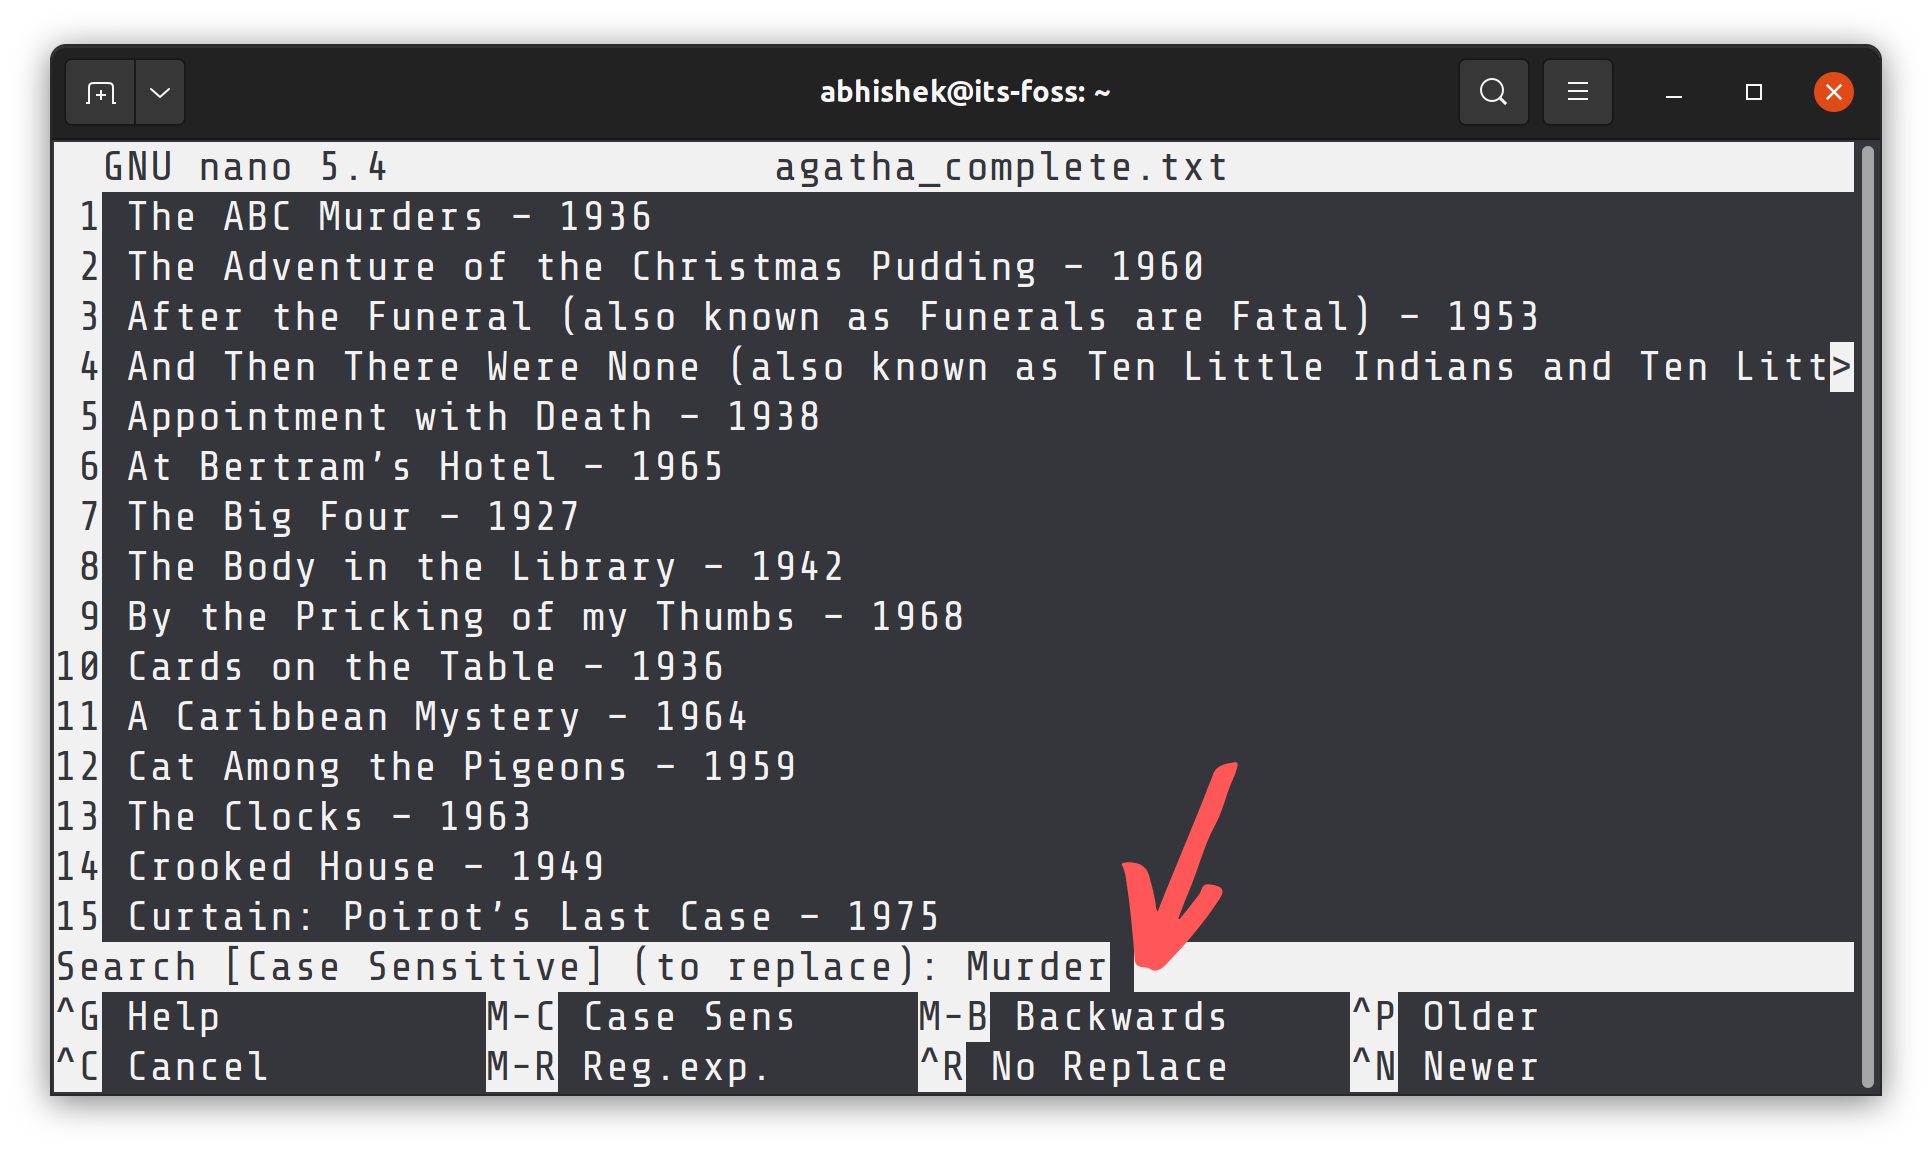 abhishek@its-foss: ~
GNU nano 5.4 agatha_complete.txt
1 The ABC Murders - 1936
2 The Adventure of the Christmas Pudding - 1960
3 After the Funeral (also known as Funerals are Fatal) - 1953
4 And Then There Were None (also known as Ten Little Indians and Ten Litt>
5 Appointment with Death - 1938
6 At Bertram's Hotel - 1965
7 The Big Four - 1927
8 The Body in the Library - 1942
9 By the Pricking of my Thumbs - 1968
10 Cards on the Table - 1936
11 A Caribbean Mystery - 1964
12 Cat Among the Pigeons - 1959
13 The Clocks - 1963
14 Crooked House - 1949
15 Curtain: Poirot's Last Case - 1975
Search [Case Sensitive] (to replace): Murder
^G Help M-C Case Sens M-B Backwards ^P Older
^C Cancel M-R Reg.exp. ^R No Replace ^N Newer